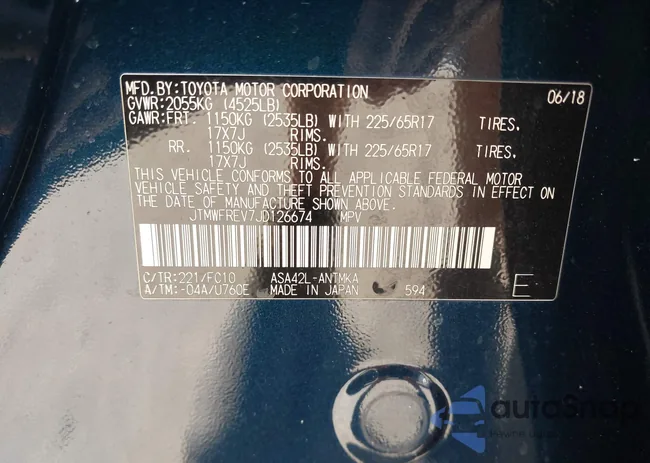 MFD.BY:TOYOTA MOTOR CORPORATION 06/18
GVWR:2055KG (4525LB)
GAWR:FRT. 1150KG (2535LB) WITH 225/65R17 TIRES,
17X7J RIMS.
RR. 1150KG (2535LB) WITH 225/65R17 TIRES,
17X7J RIMS.
THIS VEHICLE CONFORMS TO ALL APPLICABLE FEDERAL MOTOR
VEHICLE SAFETY AND THEFT PREVENTION STANDARDS IN EFFECT ON
THE DATE OF MANUFACTURE SHOWN ABOVE.
JTMWFREV7JD126674 MPV
C/TR:221/FC10 ASA42L-ANTMKA
A/TM:-04A/U760E MADE IN JAPAN 594 E
autoSnap